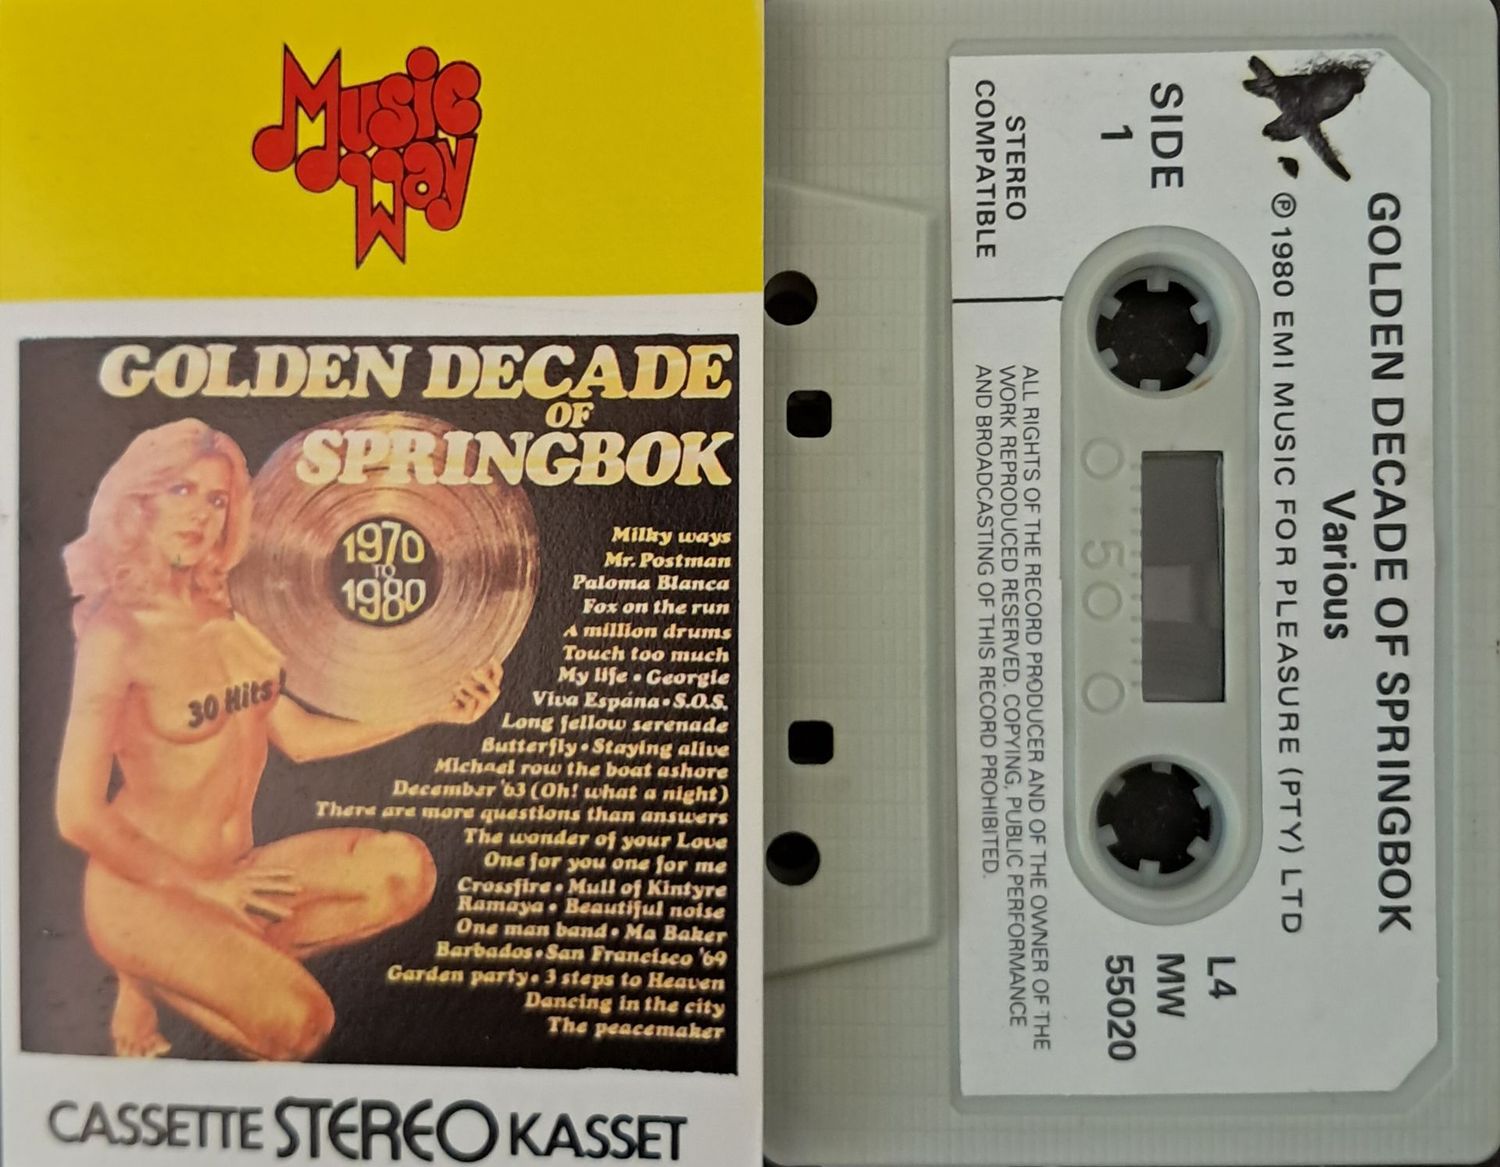 Music
Way
GOLDEN DECADE
OF
SPRINGBOK
1970
TO
1980
30 Hits!
Milky ways
Mr. Postman
Paloma Blanca
Fox on the run
A million drums
Touch too much
My life • Georgie
Viva Espána • S.O.S.
Long fellow serenade
Butterfly • Staying alive
Michael row the boat ashore
December '63 (Oh! what a night)
There are more questions than answers
The wonder of your Love
One for you one for me
Crossfire • Mull of Kintyre
Ramaya • Beautiful noise
One man band • Ma Baker
Barbados • San Francisco '69
Garden party • 3 steps to Heaven
Dancing in the city
The peacemaker
CASSETTE STEREO KASSET
GOLDEN DECADE OF SPRINGBOK
Various
℗ 1980 EMI MUSIC FOR PLEASURE (PTY) LTD
SIDE
1
STEREO
COMPATIBLE
L4
MW
55020
50
ALL RIGHTS OF THE RECORD PRODUCER AND OF THE OWNER OF THE
WORK REPRODUCED RESERVED. COPYING, PUBLIC PERFORMANCE
AND BROADCASTING OF THIS RECORD PROHIBITED.